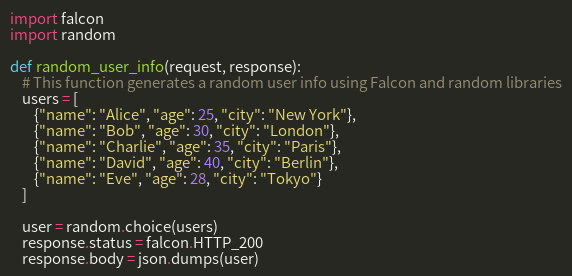 import falcon
import random
def random_user_info(request, response):
# This function generates a random user info using Falcon and random libraries
users = [
{"name": "Alice", "age": 25, "city": "New York"},
{"name": "Bob", "age": 30, "city": "London"},
{"name": "Charlie", "age": 35, "city": "Paris"},
{"name": "David", "age": 40, "city": "Berlin"},
{"name": "Eve", "age": 28, "city": "Tokyo"}
]
user = random.choice(users)
response.status = falcon.HTTP_200
response.body = json.dumps(user)